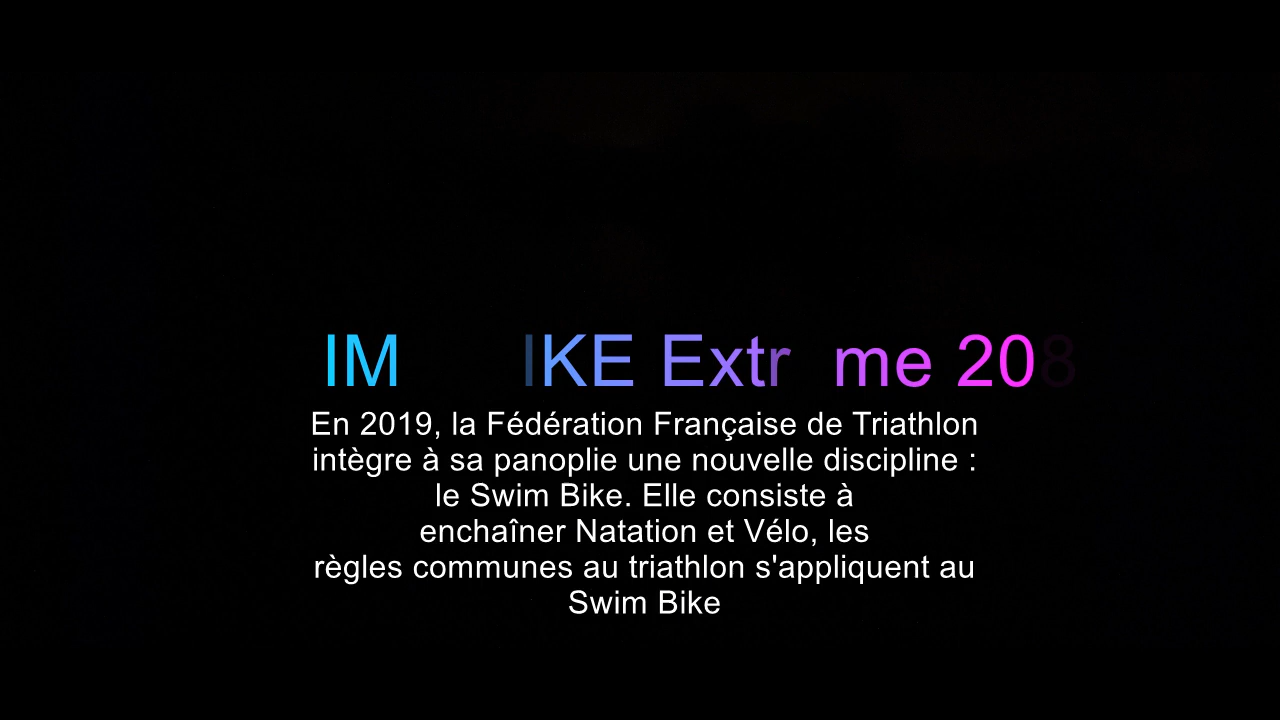 IM IKE Extr me 208
En 2019, la Fédération Française de Triathlon
intègre à sa panoplie une nouvelle discipline :
le Swim Bike. Elle consiste à
enchaîner Natation et Vélo, les
règles communes au triathlon s'appliquent au
Swim Bike